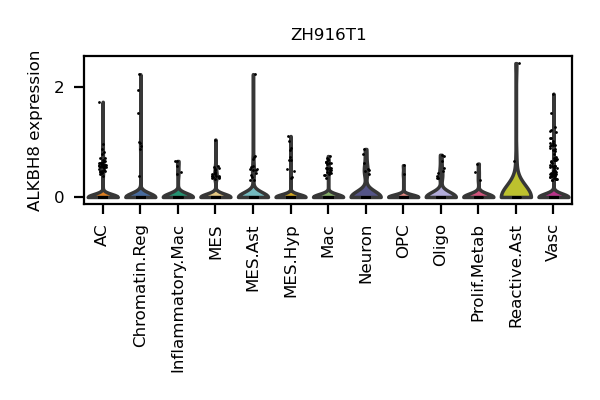 ZH916T1
ALKBH8 expression
2
0
AC
Chromatin.Reg
Inflammatory.Mac
MES
MES.Ast
MES.Hyp
Mac
Neuron
OPC
Oligo
Prolif.Metab
Reactive.Ast
Vasc